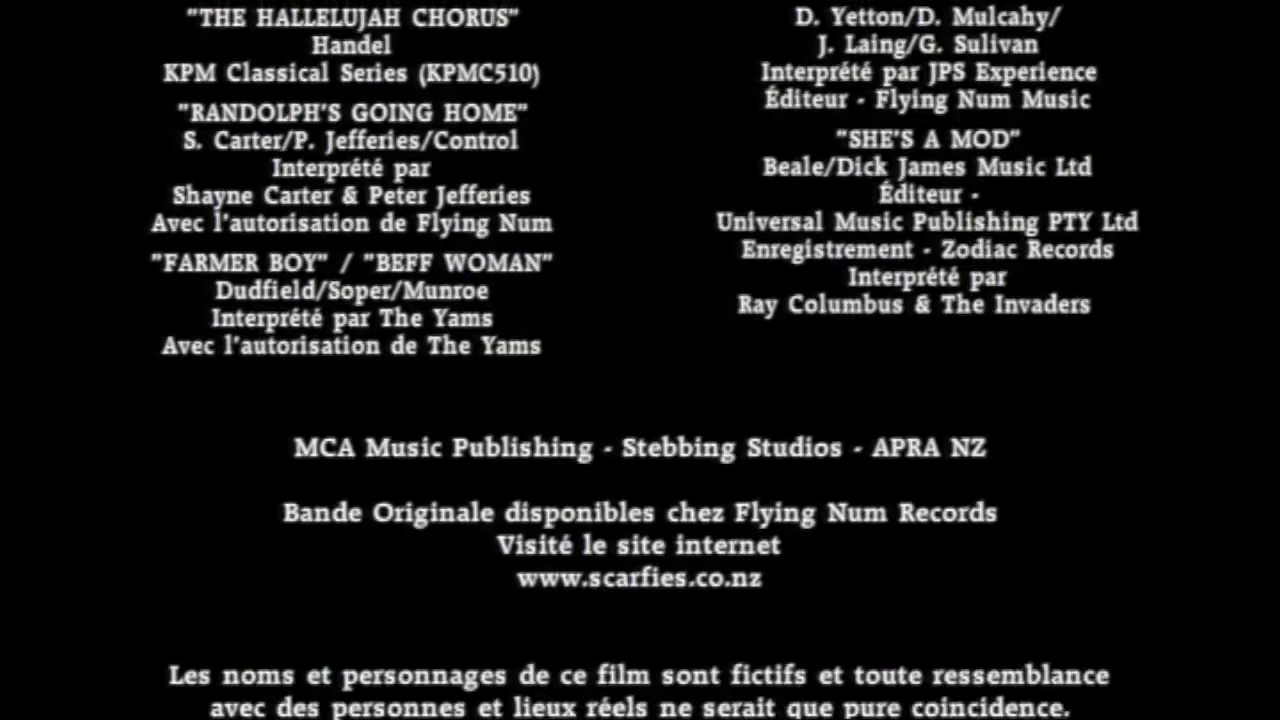 "THE HALLELUJAH CHORUS"
Handel
KPM Classical Series (KPMC510)
"RANDOLPH'S GOING HOME"
S. Carter/P. Jefferies/Control
Interprété par
Shayne Carter & Peter Jefferies
Avec l'autorisation de Flying Num
"FARMER BOY" / "BEFF WOMAN"
Dudfield/Soper/Munroe
Interprété par The Yams
Avec l'autorisation de The Yams
D. Yetton/D. Mulcahy/
J. Laing/G. Sulivan
Interprété par JPS Experience
Éditeur - Flying Num Music
"SHE'S A MOD"
Beale/Dick James Music Ltd
Éditeur -
Universal Music Publishing PTY Ltd
Enregistrement - Zodiac Records
Interprété par
Ray Columbus & The Invaders
MCA Music Publishing - Stebbing Studios - APRA NZ
Bande Originale disponibles chez Flying Num Records
Visité le site internet
www.scarfies.co.nz
Les noms et personnages de ce film sont fictifs et toute ressemblance
avec des personnes et lieux réels ne serait que pure coincidence.